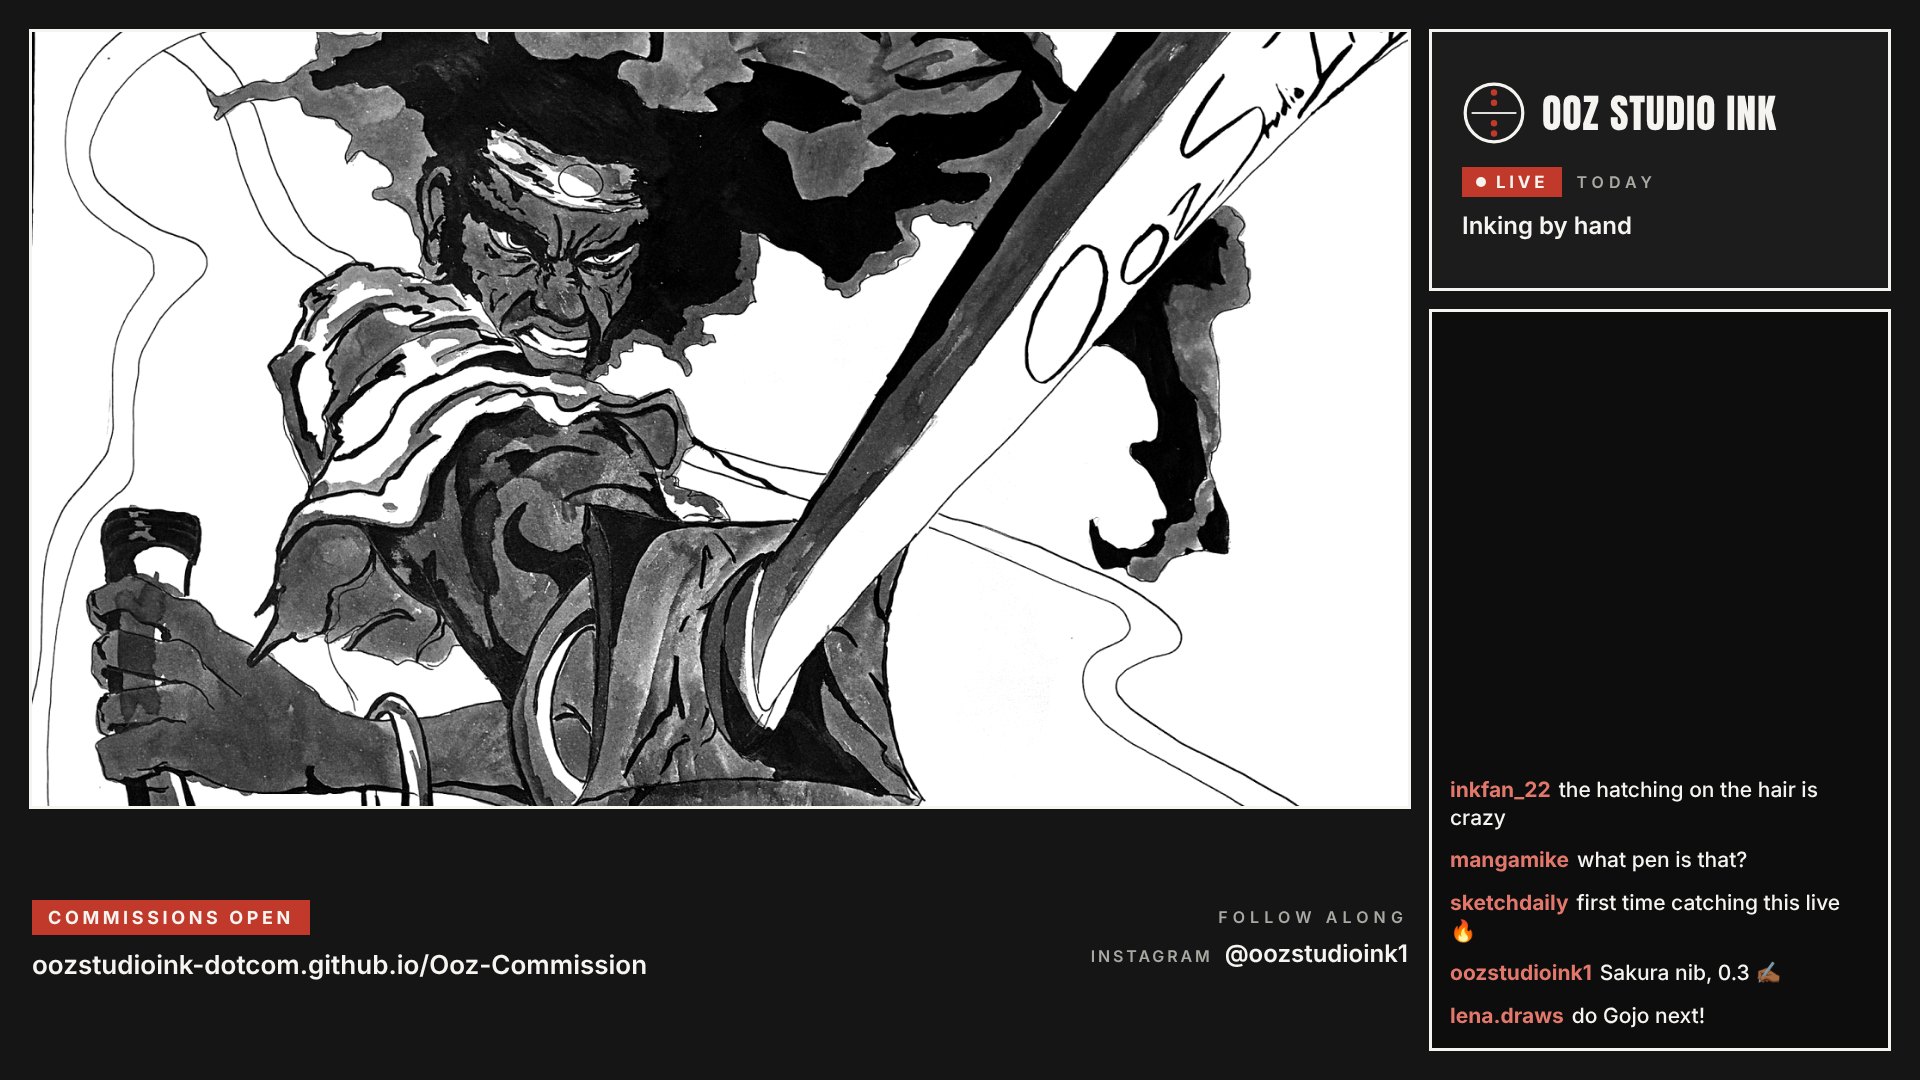 Ooz Studio
OOZ STUDIO INK
LIVE TODAY
Inking by hand
inkfan_22 the hatching on the hair is
crazy
mangamike what pen is that?
sketchdaily first time catching this live
🔥
oozstudioink1 Sakura nib, 0.3 ✍🏾
lena.draws do Gojo next!
COMMISSIONS OPEN
oozstudioink-dotcom.github.io/Ooz-Commission
FOLLOW ALONG
INSTAGRAM @oozstudioink1